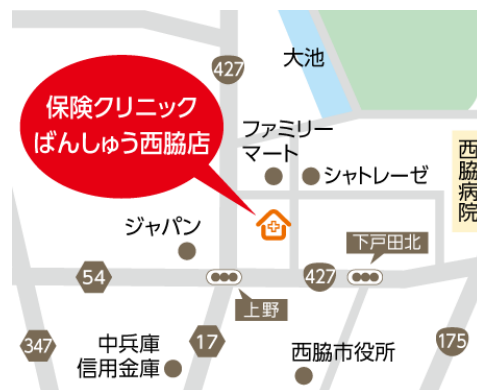 427
大池
保険クリニック
ばんしゅう西脇店
ファミリー
マート
シャトレーゼ
西脇病院
ジャパン
下戸田北
54
427
上野
347
中兵庫
信用金庫
17
西脇市役所
175